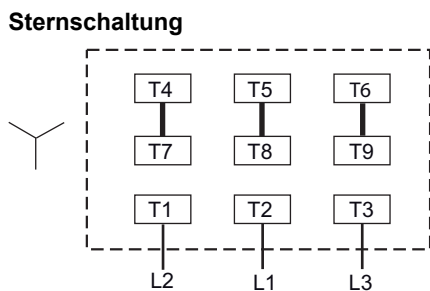 Sternschaltung
T4 T5 T6
T7 T8 T9
T1 T2 T3
L2 L1 L3